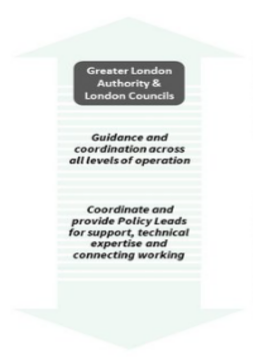 Greater London
Authority &
London Councils
Guidance and
coordination across
all levels of operation
Coordinate and
provide Policy Leads
for support, technical
expertise and
connecting working